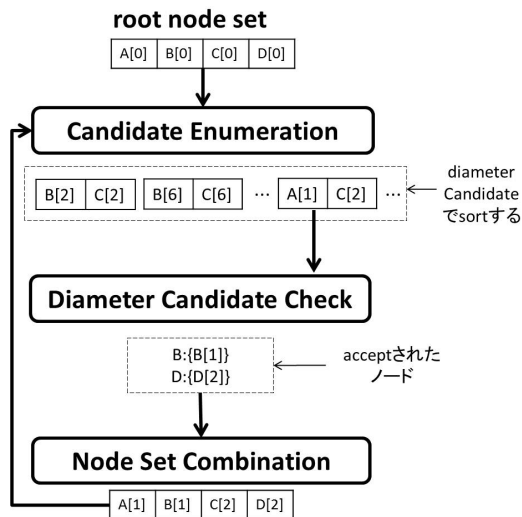 root node set
A[0] B[0] C[0] D[0]
Candidate Enumeration
B[2] C[2] B[6] C[6] … A[1] C[2] …
diameter
Candidate
でsortする
Diameter Candidate Check
B:{B[1]}
D:{D[2]}
acceptされた
ノード
Node Set Combination
A[1] B[1] C[2] D[2]